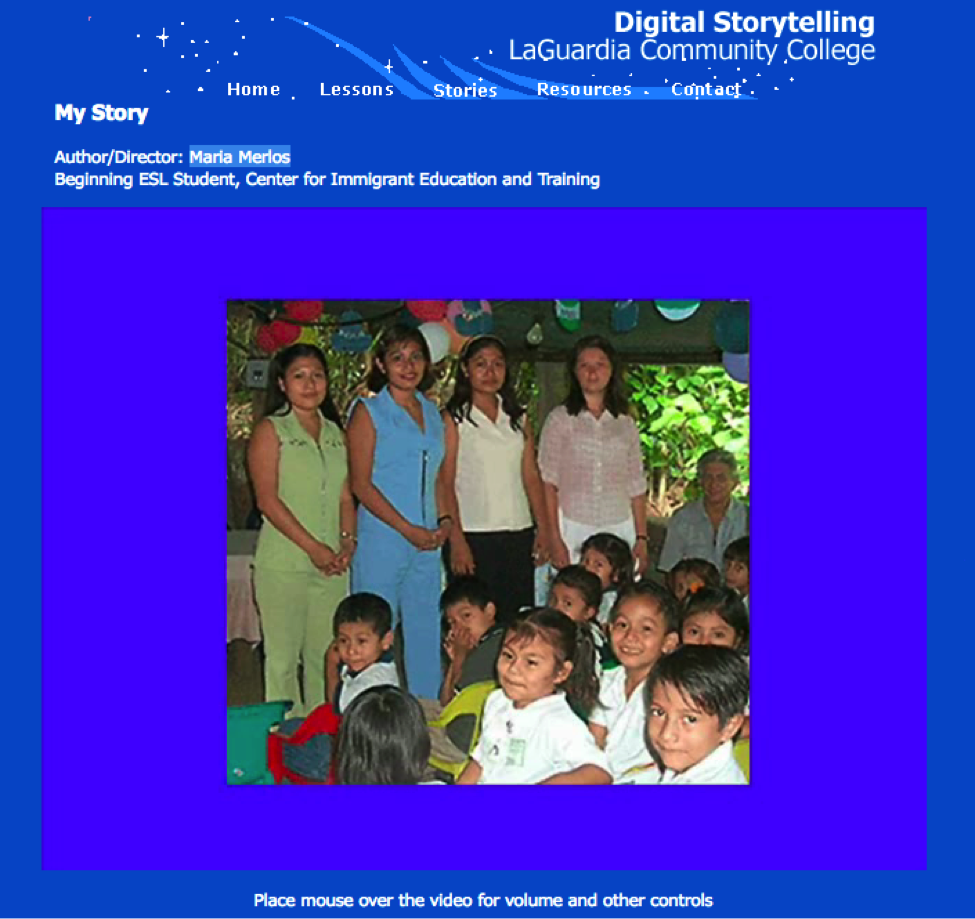 Digital Storytelling
LaGuardia Community College
Home Lessons Stories Resources Contact
My Story
Author/Director: Maria Merlos
Beginning ESL Student, Center for Immigrant Education and Training
Place mouse over the video for volume and other controls